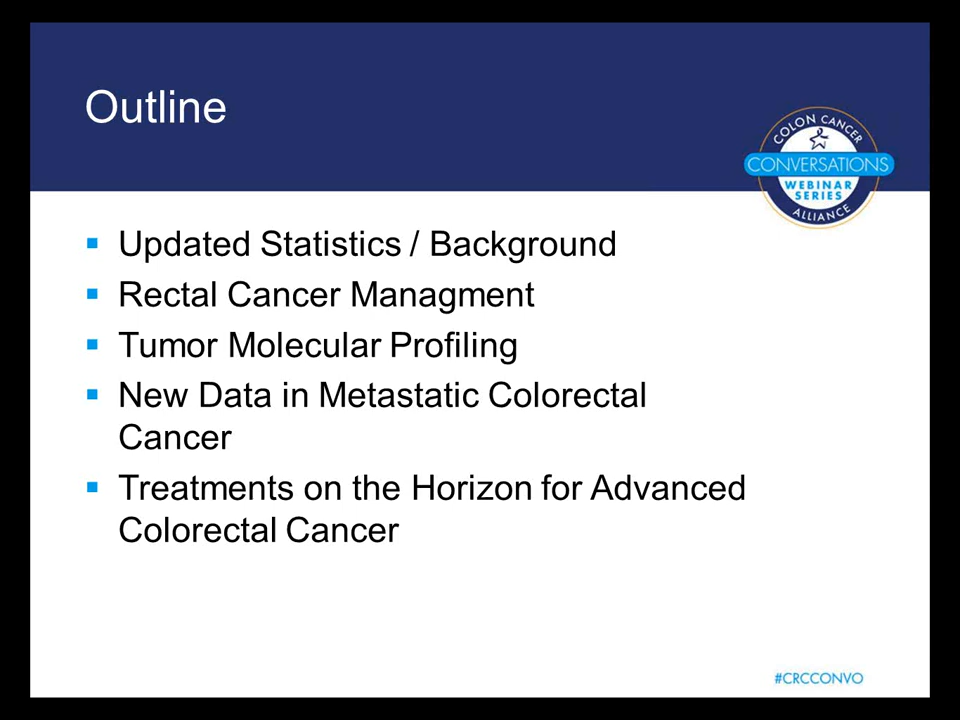 Outline
COLON CANCER
CONVERSATIONS
WEBINAR
SERIES
ALLIANCE
Updated Statistics / Background
Rectal Cancer Managment
Tumor Molecular Profiling
New Data in Metastatic Colorectal
Cancer
Treatments on the Horizon for Advanced
Colorectal Cancer
#CRCCONVO